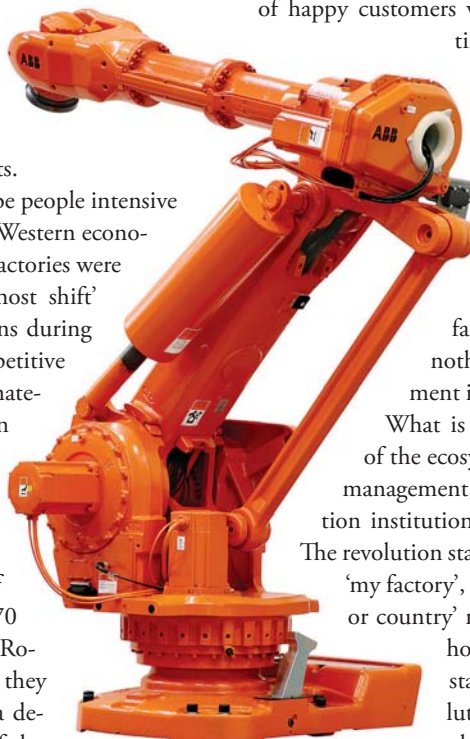 ABB
ABB
ts.
be people intensive
Western econo-
actories were
most shift'
ns during
petitive
nate-
n
f
70
Ro-
they
a de-
of happy customers
ti
fa
noth
ment i
What is
of the ecosy
management
tion institution
The revolution sta
'my factory',
or country' r
ho
sta
lut